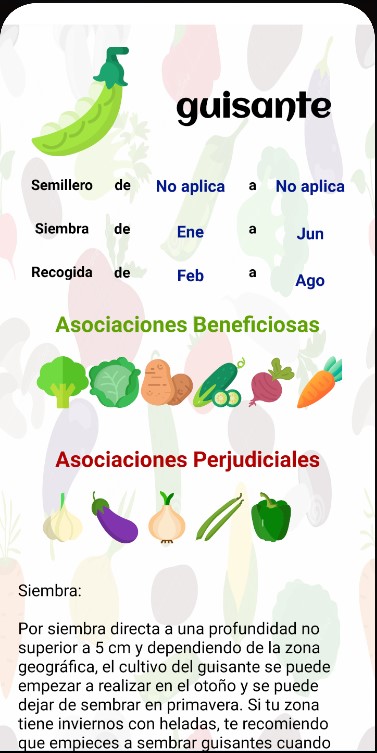 guisante
Semillero de No aplica a No aplica
Siembra de Ene a Jun
Recogida de Feb a Ago
Asociaciones Beneficiosas
Asociaciones Perjudiciales
Siembra:
Por siembra directa a una profundidad no
superior a 5 cm y dependiendo de la zona
geográfica, el cultivo del guisante se puede
empezar a realizar en el otoño y se puede
dejar de sembrar en primavera. Si tu zona
tiene inviernos con heladas, te recomiendo
que empieces a sembrar guisantes cuando